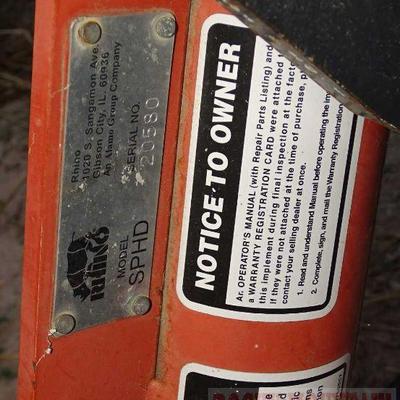 Rhino
1020 S. Sangamon Ave.
Gibson City, IL. 60936
An Alamo Group Company
rhino
MODEL
SPHD
SERIAL NO.
20580
NOTICE TO OWNER
An OPERATOR'S MANUAL (with Repair Parts Listing) and
a WARRANTY REGISTRATION CARD were attached t
this implement during final inspection at the fact
If they were not attached at the time of purchase, p
contact your selling dealer at once.
1. Read and understand Manual before operating the im
2. Complete, sign, and mail the Warranty Registration